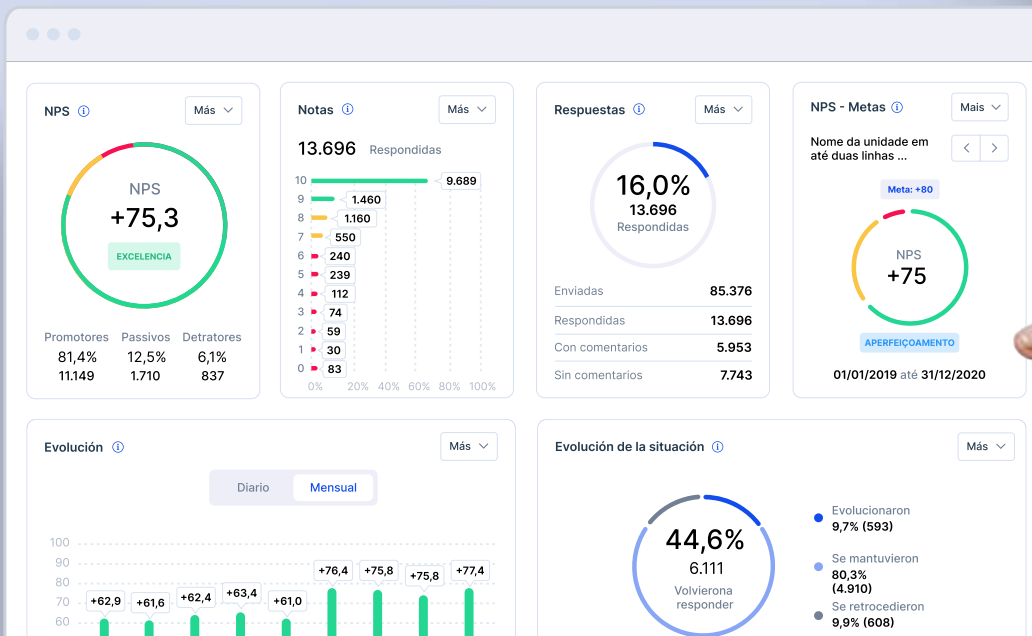 NPS
Más
NPS
+75,3
EXCELENCIA
Promotores Passivos Detratores
81,4% 12,5% 6,1%
11.149 1.710 837
Notas
Más
13.696 Respondidas
10 9.689
9 1.460
8 1.160
7 550
6 240
5 239
4 112
3 74
2 59
1 30
0 83
0% 20% 40% 60% 80% 100%
Respuestas
Más
16,0%
13.696
Respondidas
Enviadas 85.376
Respondidas 13.696
Con comentarios 5.953
Sin comentarios 7.743
NPS - Metas
Mais
Nome da unidade em
até duas linhas ...
Meta: +80
NPS
+75
APERFEIÇOAMENTO
01/01/2019 até 31/12/2020
Evolución
Más
Diario Mensual
100
90
80
70
60
+62,9 +61,6 +62,4 +63,4 +61,0 +76,4 +75,8 +75,8 +77,4
Evolución de la situación
Más
44,6%
6.111
Volvierona
responder
Evolucionaron
9,7% (593)
Se mantuvieron
80,3%
(4.910)
Se retrocedieron
9,9% (608)